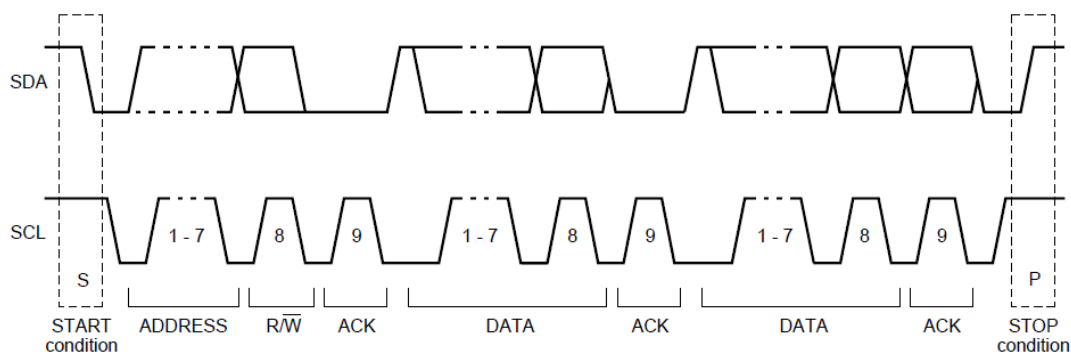 SDA
SCL
1 - 7 8 9 1 - 7 8 9 1 - 7 8 9
S P
START ADDRESS R/W̅ ACK DATA ACK DATA ACK STOP
condition condition